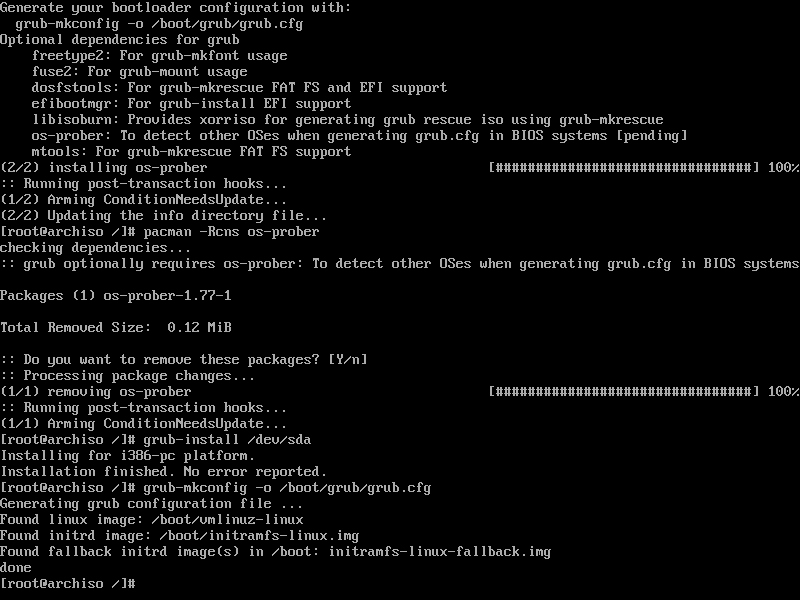 Generate your bootloader configuration with:
  grub-mkconfig -o /boot/grub/grub.cfg
Optional dependencies for grub
    freetype2: For grub-mkfont usage
    fuse2: For grub-mount usage
    dosfstools: For grub-mkrescue FAT FS and EFI support
    efibootmgr: For grub-install EFI support
    libisoburn: Provides xorriso for generating grub rescue iso using grub-mkrescue
    os-prober: To detect other OSes when generating grub.cfg in BIOS systems [pending]
    mtools: For grub-mkrescue FAT FS support
(2/2) installing os-prober                                   [################################] 100%
:: Running post-transaction hooks...
(1/2) Arming ConditionNeedsUpdate...
(2/2) Updating the info directory file...
[root@archiso /]# pacman -Rcns os-prober
checking dependencies...
:: grub optionally requires os-prober: To detect other OSes when generating grub.cfg in BIOS systems

Packages (1) os-prober-1.77-1

Total Removed Size:  0.12 MiB

:: Do you want to remove these packages? [Y/n]
:: Processing package changes...
(1/1) removing os-prober                                     [################################] 100%
:: Running post-transaction hooks...
(1/1) Arming ConditionNeedsUpdate...
[root@archiso /]# grub-install /dev/sda
Installing for i386-pc platform.
Installation finished. No error reported.
[root@archiso /]# grub-mkconfig -o /boot/grub/grub.cfg
Generating grub configuration file ...
Found linux image: /boot/vmlinuz-linux
Found initrd image: /boot/initramfs-linux.img
Found fallback initrd image(s) in /boot: initramfs-linux-fallback.img
done
[root@archiso /]#